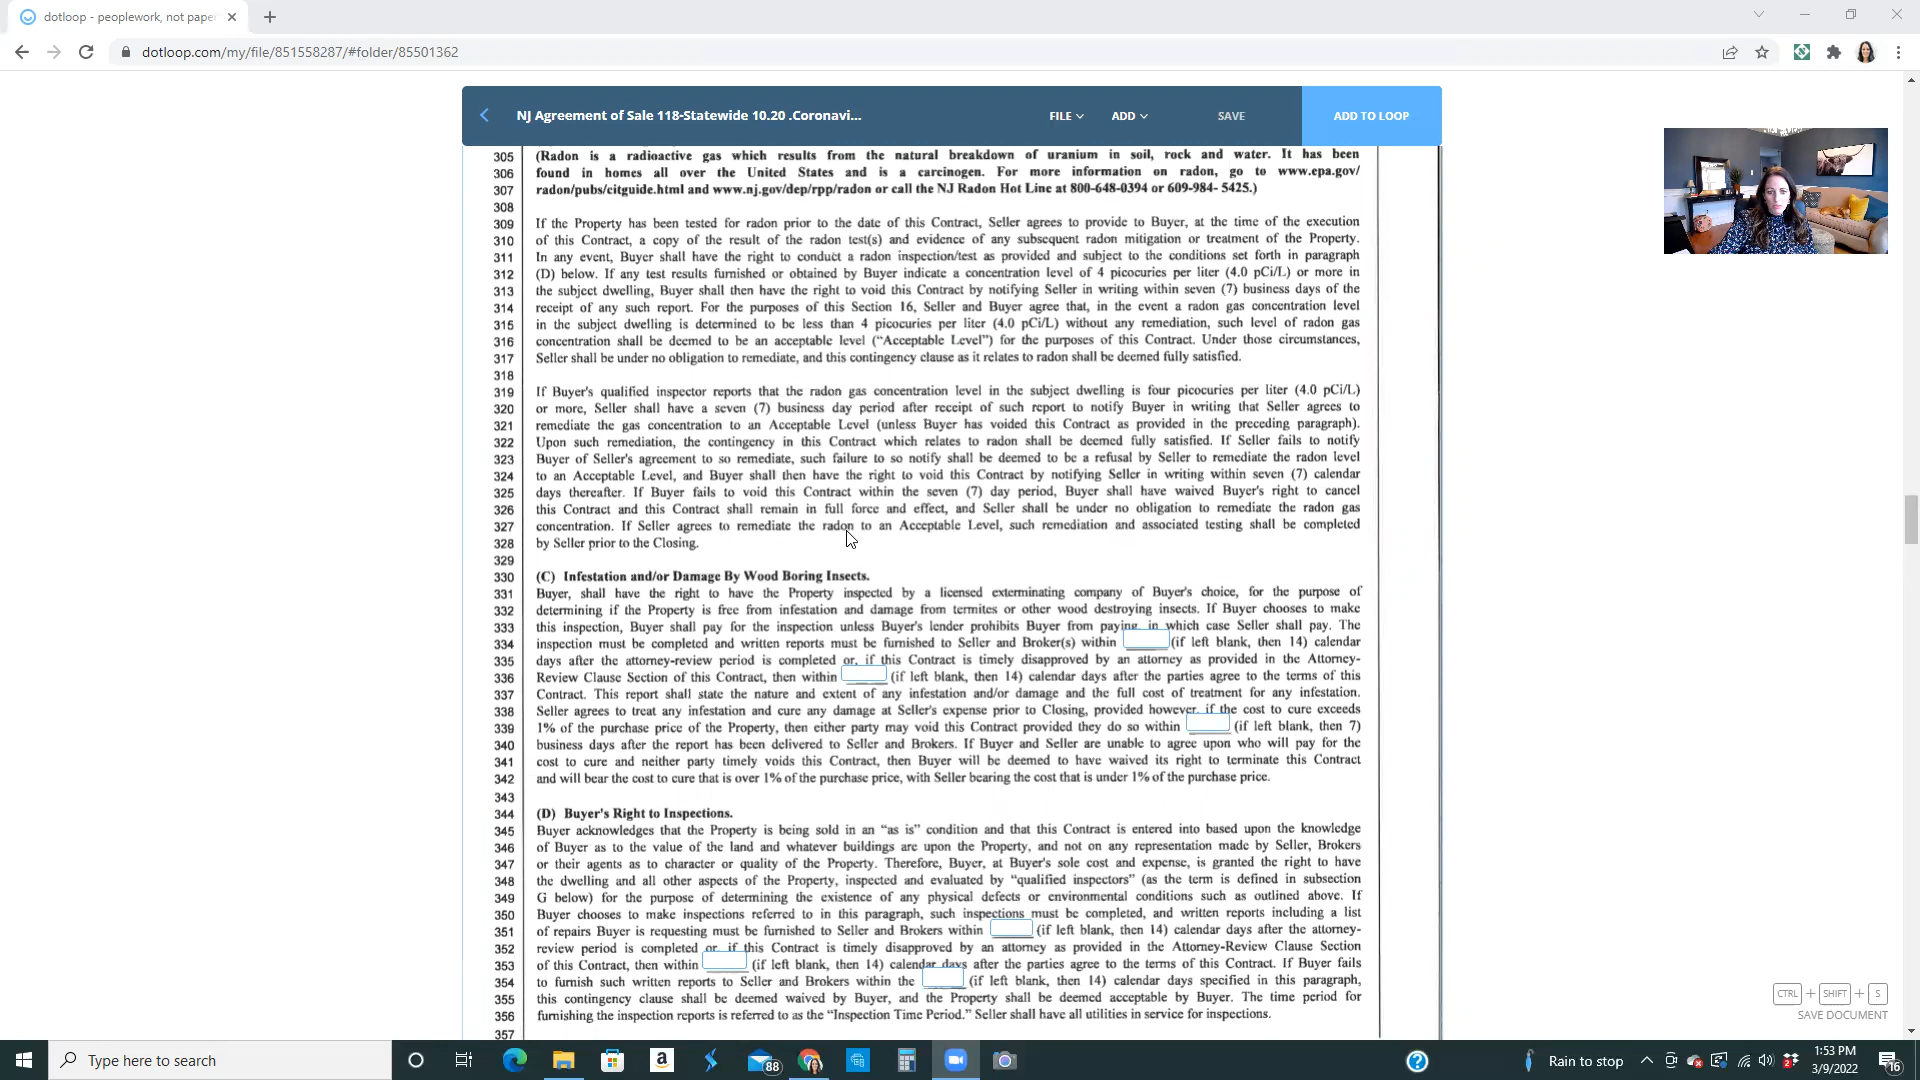 dotloop - peoplework, not pape
dotloop.com/my/file/851558287/#folder/85501362
NJ Agreement of Sale 118-Statewide 10.20 .Coronavi...
FILE
ADD
SAVE
ADD TO LOOP
305 (Radon is a radioactive gas which results from the natural breakdown of uranium in soil, rock and water. It has been
306 found in homes all over the United States and is a carcinogen. For more information on radon, go to www.epa.gov/
307 radon/pubs/citguide.html and www.nj.gov/dep/rpp/radon or call the NJ Radon Hot Line at 800-648-0394 or 609-984- 5425.)
308
309 If the Property has been tested for radon prior to the date of this Contract, Seller agrees to provide to Buyer, at the time of the execution
310 of this Contract, a copy of the result of the radon test(s) and evidence of any subsequent radon mitigation or treatment of the Property.
311 In any event, Buyer shall have the right to conduct a radon inspection/test as provided and subject to the conditions set forth in paragraph
312 (D) below. If any test results furnished or obtained by Buyer indicate a concentration level of 4 picocuries per liter (4.0 pCi/L) or more in
313 the subject dwelling, Buyer shall then have the right to void this Contract by notifying Seller in writing within seven (7) business days of the
314 receipt of any such report. For the purposes of this Section 16, Seller and Buyer agree that, in the event a radon gas concentration level
315 in the subject dwelling is determined to be less than 4 picocuries per liter (4.0 pCi/L) without any remediation, such level of radon gas
316 concentration shall be deemed to be an acceptable level (“Acceptable Level”) for the purposes of this Contract. Under those circumstances,
317 Seller shall be under no obligation to remediate, and this contingency clause as it relates to radon shall be deemed fully satisfied.
318
319 If Buyer's qualified inspector reports that the radon gas concentration level in the subject dwelling is four picocuries per liter (4.0 pCi/L)
320 or more, Seller shall have a seven (7) business day period after receipt of such report to notify Buyer in writing that Seller agrees to
321 remediate the gas concentration to an Acceptable Level (unless Buyer has voided this Contract as provided in the preceding paragraph).
322 Upon such remediation, the contingency in this Contract which relates to radon shall be deemed fully satisfied. If Seller fails to notify
323 Buyer of Seller's agreement to so remediate, such failure to so notify shall be deemed to be a refusal by Seller to remediate the radon level
324 to an Acceptable Level, and Buyer shall then have the right to void this Contract by notifying Seller in writing within seven (7) calendar
325 days thereafter. If Buyer fails to void this Contract within the seven (7) day period, Buyer shall have waived Buyer's right to cancel
326 this Contract and this Contract shall remain in full force and effect, and Seller shall be under no obligation to remediate the radon gas
327 concentration. If Seller agrees to remediate the radon to an Acceptable Level, such remediation and associated testing shall be completed
328 by Seller prior to the Closing.
329
330 (C) Infestation and/or Damage By Wood Boring Insects.
331 Buyer, shall have the right to have the Property inspected by a licensed exterminating company of Buyer's choice, for the purpose of
332 determining if the Property is free from infestation and damage from termites or other wood destroying insects. If Buyer chooses to make
333 this inspection, Buyer shall pay for the inspection unless Buyer's lender prohibits Buyer from paying, in which case Seller shall pay. The
334 inspection must be completed and written reports must be furnished to Seller and Broker(s) within (if left blank, then 14) calendar
335 days after the attorney-review period is completed or, if this Contract is timely disapproved by an attorney as provided in the Attorney-
336 Review Clause Section of this Contract, then within (if left blank, then 14) calendar days after the parties agree to the terms of this
337 Contract. This report shall state the nature and extent of any infestation and/or damage and the full cost of treatment for any infestation.
338 Seller agrees to treat any infestation and cure any damage at Seller's expense prior to Closing, provided however, if the cost to cure exceeds
339 1% of the purchase price of the Property, then either party may void this Contract provided they do so within (if left blank, then 7)
340 business days after the report has been delivered to Seller and Brokers. If Buyer and Seller are unable to agree upon who will pay for the
341 cost to cure and neither party timely voids this Contract, then Buyer will be deemed to have waived its right to terminate this Contract
342 and will bear the cost to cure that is over 1% of the purchase price, with Seller bearing the cost that is under 1% of the purchase price.
343
344 (D) Buyer's Right to Inspections.
345 Buyer acknowledges that the Property is being sold in an “as is” condition and that this Contract is entered into based upon the knowledge
346 of Buyer as to the value of the land and whatever buildings are upon the Property, and not on any representation made by Seller, Brokers
347 or their agents as to character or quality of the Property. Therefore, Buyer, at Buyer's sole cost and expense, is granted the right to have
348 the dwelling and all other aspects of the Property, inspected and evaluated by “qualified inspectors” (as the term is defined in subsection
349 G below) for the purpose of determining the existence of any physical defects or environmental conditions such as outlined above. If
350 Buyer chooses to make inspections referred to in this paragraph, such inspections must be completed, and written reports including a list
351 of repairs Buyer is requesting must be furnished to Seller and Brokers within (if left blank, then 14) calendar days after the attorney-
352 review period is completed or, if this Contract is timely disapproved by an attorney as provided in the Attorney-Review Clause Section
353 of this Contract, then within (if left blank, then 14) calendar days after the parties agree to the terms of this Contract. If Buyer fails
354 to furnish such written reports to Seller and Brokers within the (if left blank, then 14) calendar days specified in this paragraph,
355 this contingency clause shall be deemed waived by Buyer, and the Property shall be deemed acceptable by Buyer. The time period for
356 furnishing the inspection reports is referred to as the “Inspection Time Period.” Seller shall have all utilities in service for inspections.
357
CTRL + SHIFT + S
SAVE DOCUMENT
Type here to search
88
Rain to stop
1:53 PM
3/9/2022
16